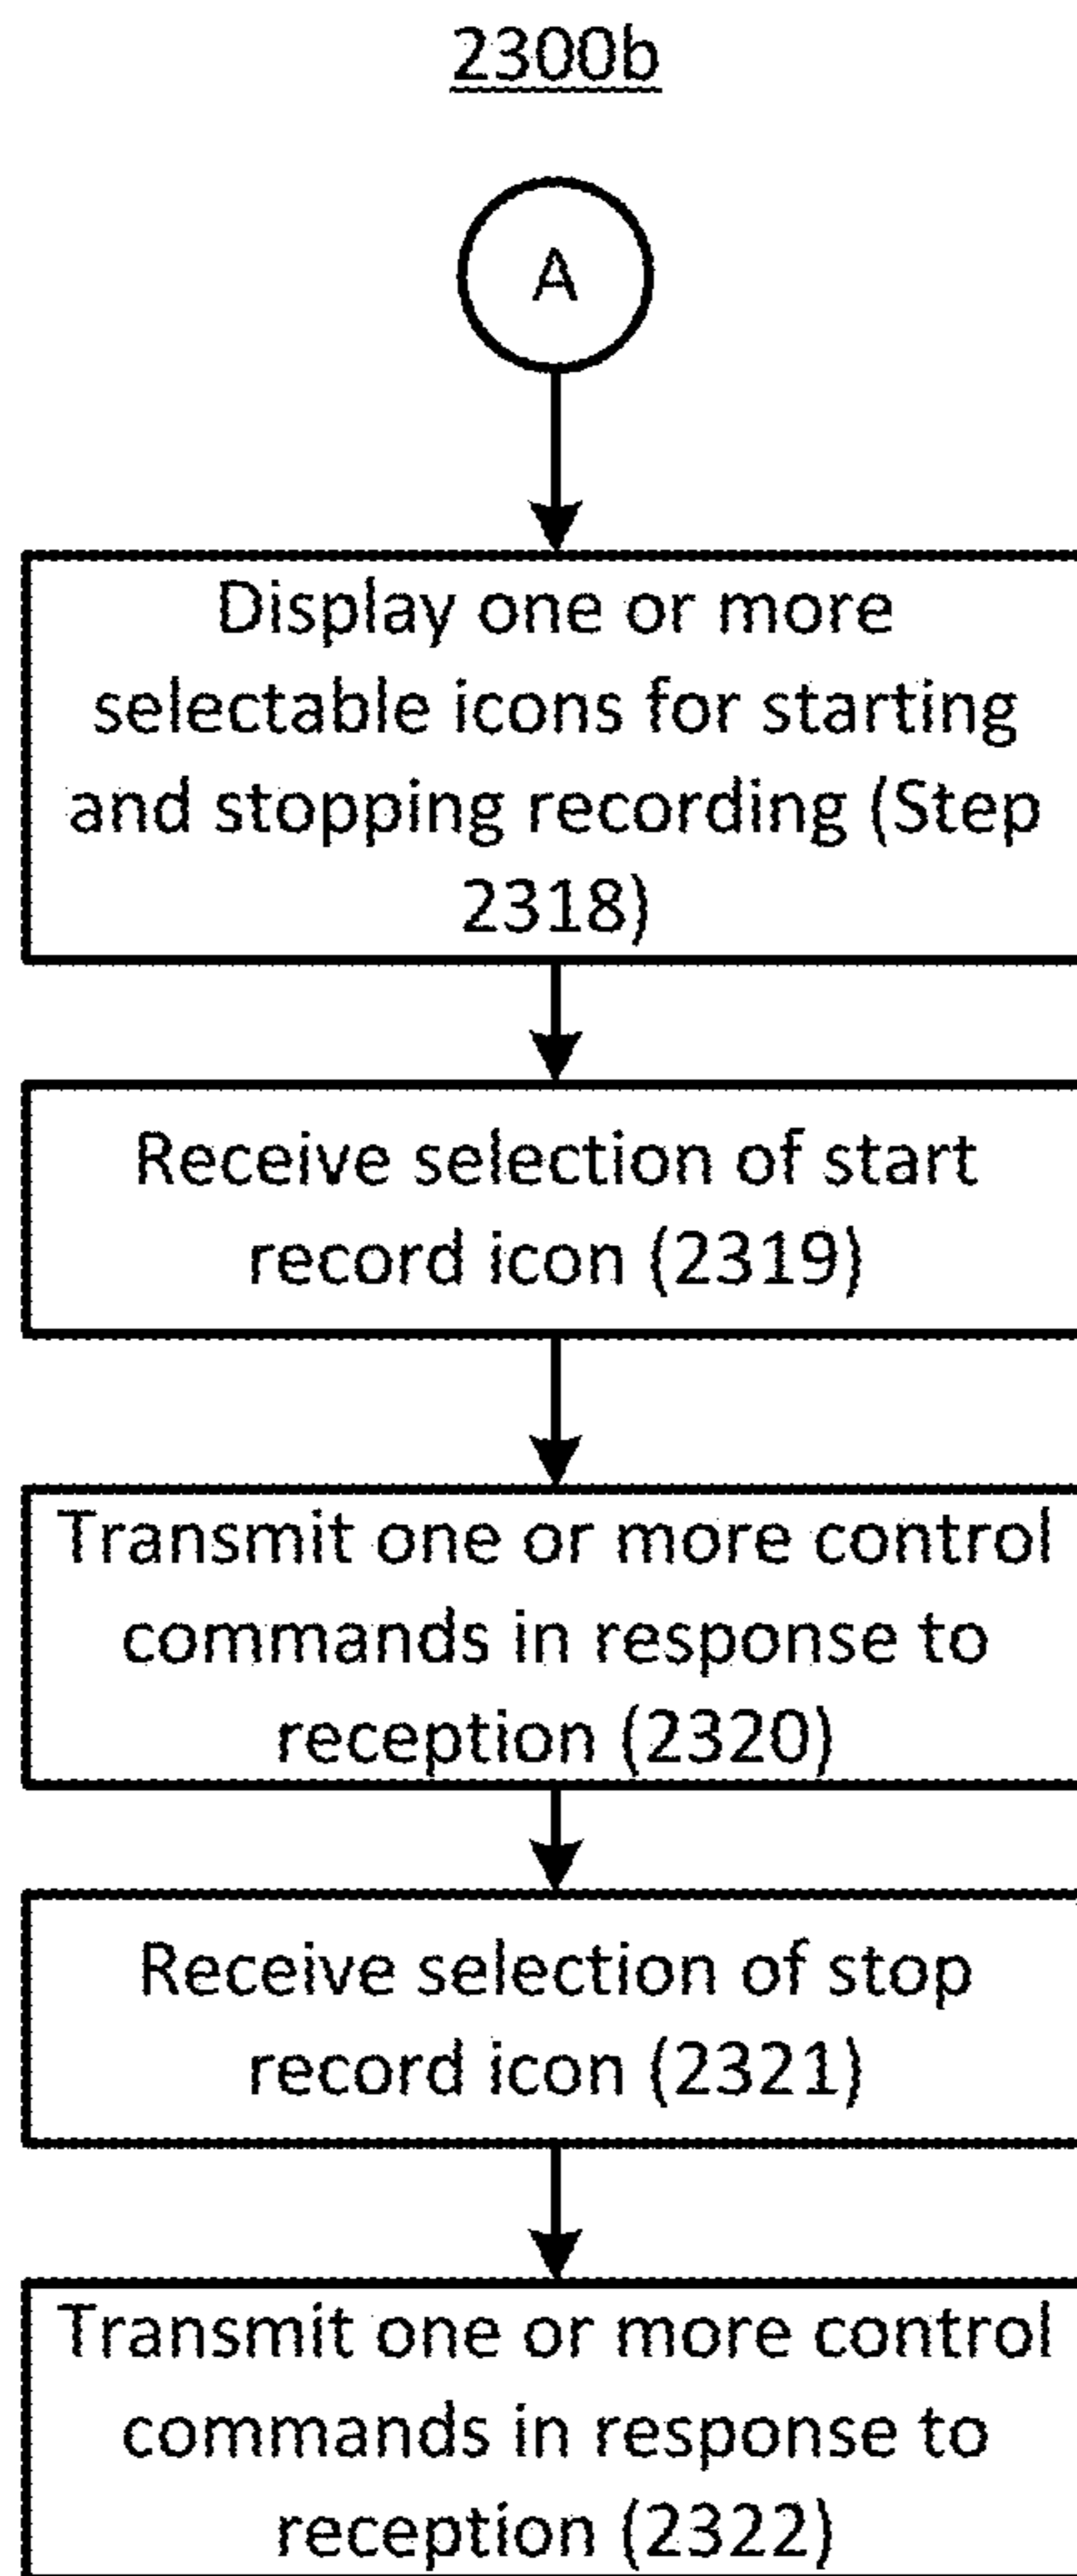 2300b
A
Display one or more
selectable icons for starting
and stopping recording (Step
2318)
Receive selection of start
record icon (2319)
Transmit one or more control
commands in response to
reception (2320)
Receive selection of stop
record icon (2321)
Transmit one or more control
commands in response to
reception (2322)